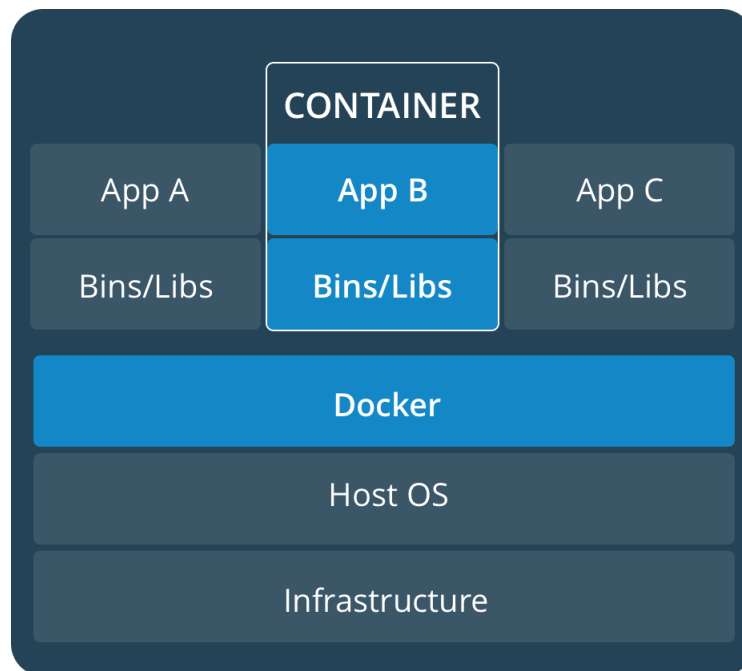 CONTAINER
App A
App B
App C
Bins/Libs
Bins/Libs
Bins/Libs
Docker
Host OS
Infrastructure